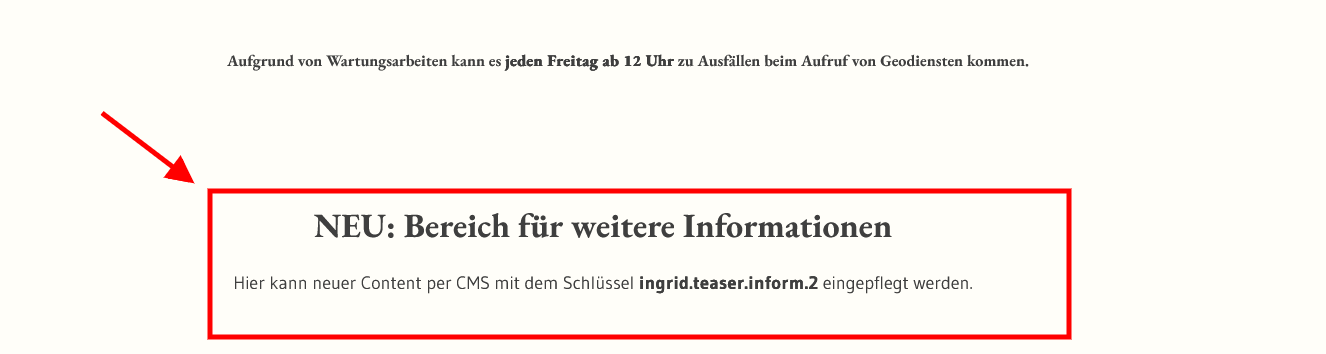 Aufgrund von Wartungsarbeiten kann es jeden Freitag ab 12 Uhr zu Ausfällen beim Aufruf von Geodiensten kommen.
NEU: Bereich für weitere Informationen
Hier kann neuer Content per CMS mit dem Schlüssel ingrid.teaser.inform.2 eingepflegt werden.